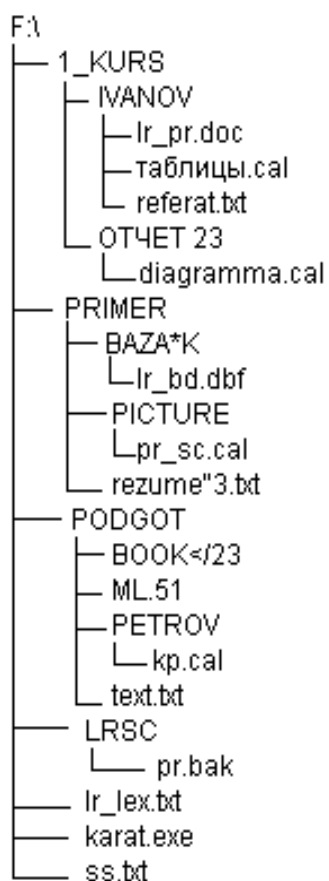 F:\
1_KURS
IVANOV
lr_pr.doc
таблицы.cal
referat.txt
ОТЧЕТ 23
diagramma.cal
PRIMER
BAZA*K
lr_bd.dbf
PICTURE
pr_sc.cal
rezume"3.txt
PODGOT
BOOK</23
ML.51
PETROV
kp.cal
text.txt
LRSC
pr.bak
lr_lex.txt
karat.exe
ss.txt